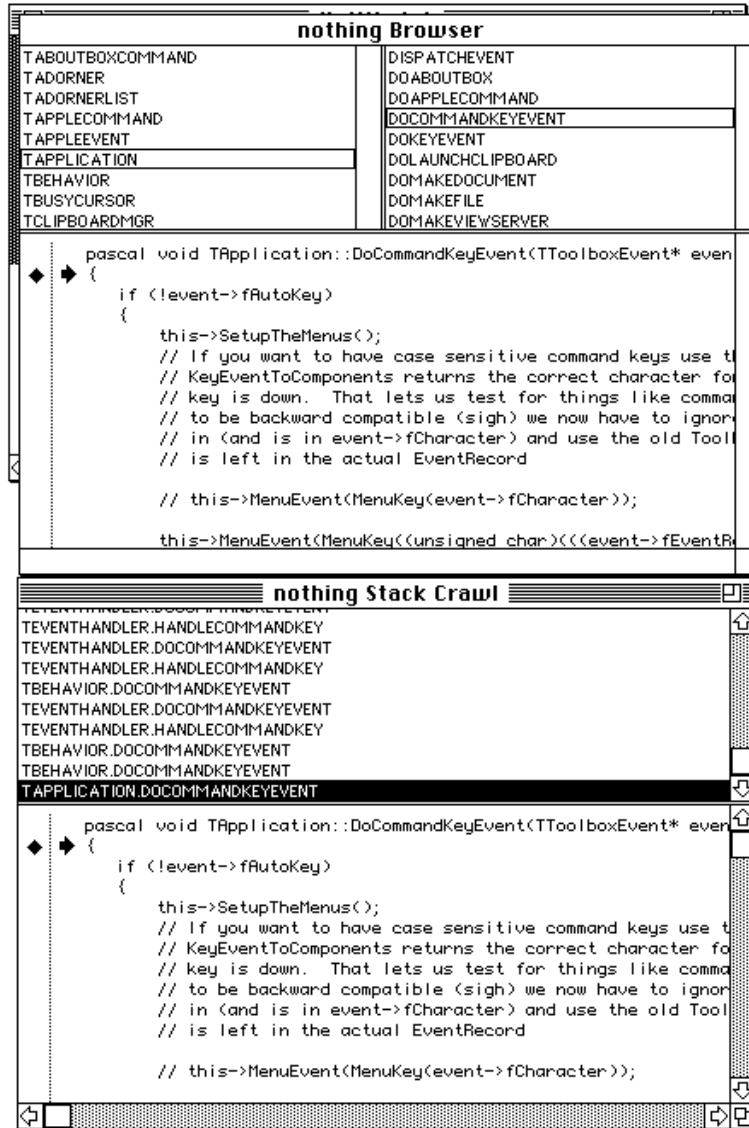 nothing Browser
TABOUTBOXCOMMAND
TADORNER
TADORNERLIST
TAPPLECOMMAND
TAPPLEEVENT
TAPPLICATION
TBEHAVIOR
TBUSYCURSOR
TCLIPBOARDMGR
DISPATCHEVENT
DOABOUTBOX
DOAPPLECOMMAND
DOCOMMANDKEYEVENT
DOKEYEVENT
DOLAUNCHCLIPBOARD
DOMAKEDOCUMENT
DOMAKEFILE
DOMAKEVIEWSERVER
pascal void TApplication::DoCommandKeyEvent(TToolboxEvent* even
{
if (!event->fAutoKey)
{
this->SetupTheMenus();
// If you want to have case sensitive command keys use t
// KeyEventToComponents returns the correct character fo
// key is down.  That lets us test for things like comma
// to be backward compatible (sigh) we now have to ignor
// in (and is in event->fCharacter) and use the old Tool
// is left in the actual EventRecord
// this->MenuEvent(MenuKey(event->fCharacter));
this->MenuEvent(MenuKey((unsigned char)(((event->fEventR
nothing Stack Crawl
TEVENTHANDLER.DOCOMMANDKEYEVENT
TEVENTHANDLER.HANDLECOMMANDKEY
TEVENTHANDLER.DOCOMMANDKEYEVENT
TEVENTHANDLER.HANDLECOMMANDKEY
TBEHAVIOR.DOCOMMANDKEYEVENT
TEVENTHANDLER.DOCOMMANDKEYEVENT
TEVENTHANDLER.HANDLECOMMANDKEY
TBEHAVIOR.DOCOMMANDKEYEVENT
TBEHAVIOR.DOCOMMANDKEYEVENT
TAPPLICATION.DOCOMMANDKEYEVENT
pascal void TApplication::DoCommandKeyEvent(TToolboxEvent* even
{
if (!event->fAutoKey)
{
this->SetupTheMenus();
// If you want to have case sensitive command keys use t
// KeyEventToComponents returns the correct character fo
// key is down.  That lets us test for things like comma
// to be backward compatible (sigh) we now have to ignor
// in (and is in event->fCharacter) and use the old Tool
// is left in the actual EventRecord
// this->MenuEvent(MenuKey(event->fCharacter));